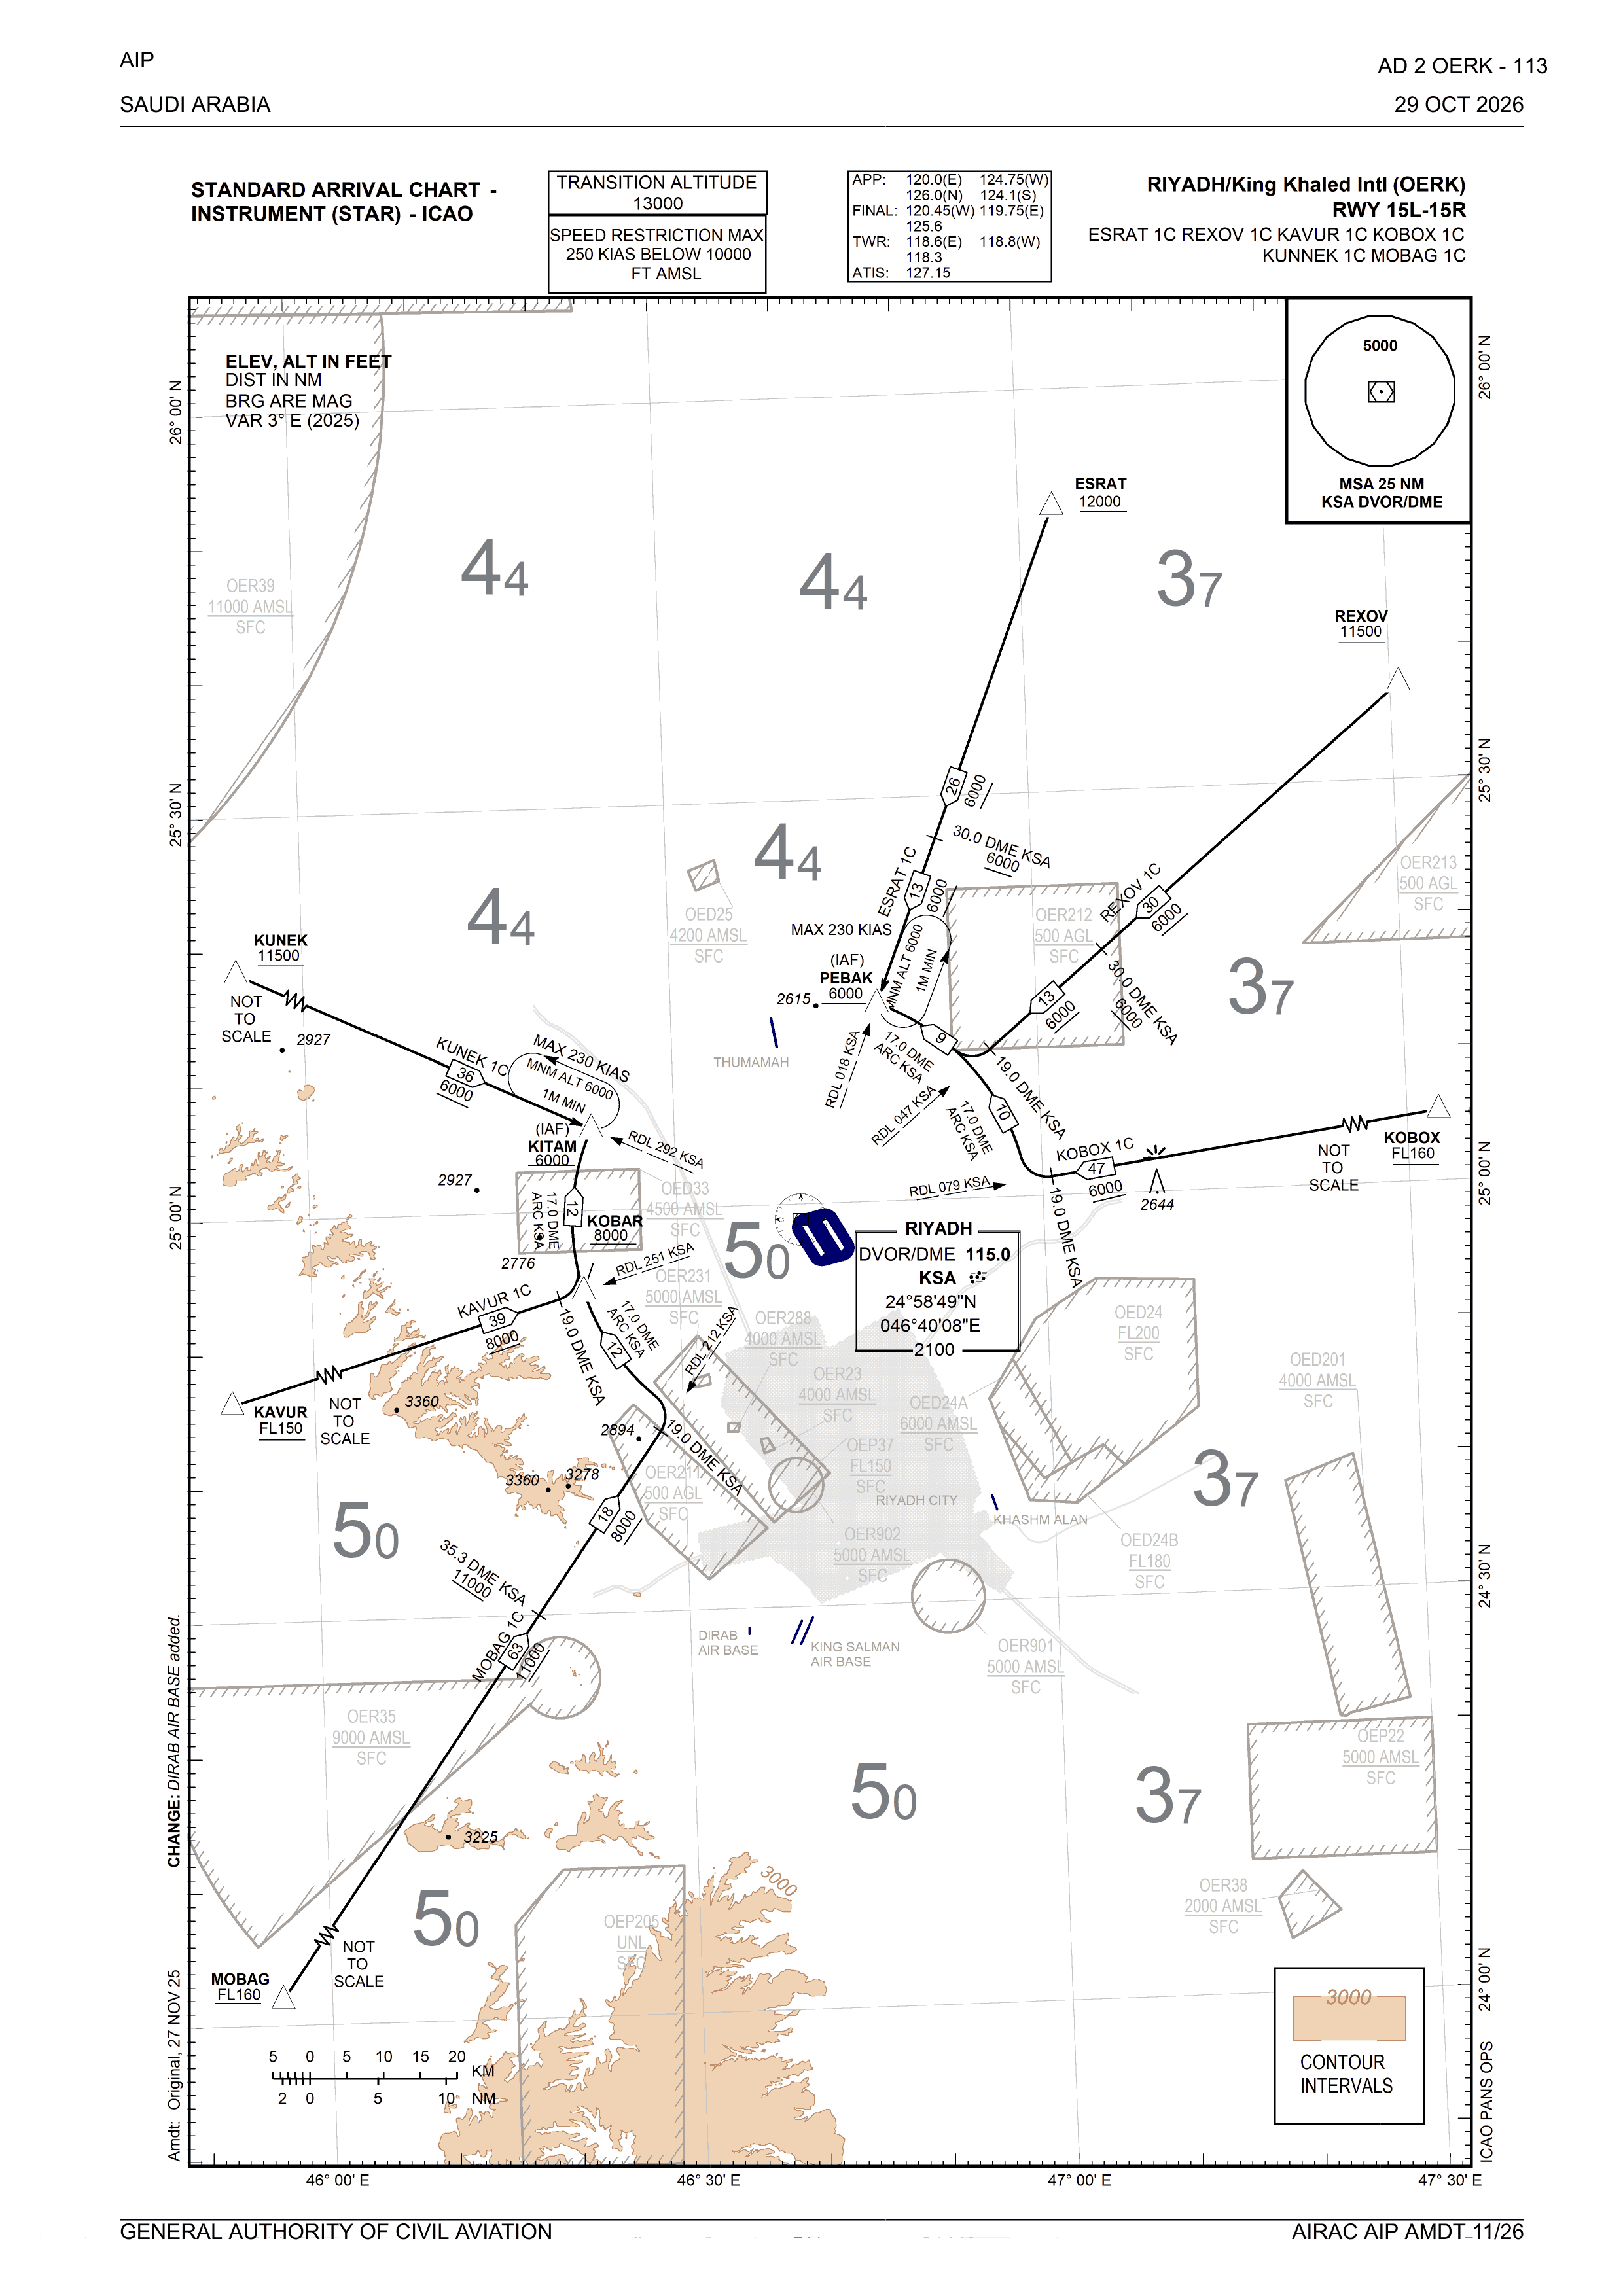 AIP
AD 2 OERK - 113
SAUDI ARABIA
29 OCT 2026
STANDARD ARRIVAL CHART -
INSTRUMENT (STAR) - ICAO
TRANSITION ALTITUDE
13000
SPEED RESTRICTION MAX
250 KIAS BELOW 10000
FT AMSL
APP: 120.0(E) 124.75(W)
126.0(N) 124.1(S)
FINAL: 120.45(W) 119.75(E)
125.6
TWR: 118.6(E) 118.8(W)
118.3
ATIS: 127.15
RIYADH/King Khaled Intl (OERK)
RWY 15L-15R
ESRAT 1C REXOV 1C KAVUR 1C KOBOX 1C
KUNNEK 1C MOBAG 1C
ELEV, ALT IN FEET
DIST IN NM
BRG ARE MAG
VAR 3° E (2025)
5000
MSA 25 NM
KSA DVOR/DME
26° 00' N
26° 00' N
ESRAT
12000
44
44
37
OER39
11000 AMSL
SFC
REXOV
11500
25° 30' N
25° 30' N
26
6000
30.0 DME KSA
6000
ESRAT 1C
13
6000
44
44
OED25
4200 AMSL
SFC
OER212
500 AGL
SFC
REXOV 1C
30
6000
OER213
500 AGL
SFC
MAX 230 KIAS
MNM ALT 6000
1M MIN
(IAF)
PEBAK
6000
2615
30.0 DME KSA
6000
13
6000
37
KUNEK
11500
NOT
TO
SCALE
2927
KUNEK 1C
36
6000
MAX 230 KIAS
MNM ALT 6000
1M MIN
THUMAMAH
RDL 018 KSA
17.0 DME
ARC KSA
9
19.0 DME KSA
RDL 047 KSA
17.0 DME
ARC KSA
10
(IAF)
KITAM
6000
RDL 292 KSA
KOBOX 1C
47
6000
2644
NOT
TO
SCALE
KOBOX
FL160
RDL 079 KSA
19.0 DME KSA
25° 00' N
25° 00' N
2927
OED33
4500 AMSL
SFC
17.0 DME
ARC KSA
12
KOBAR
8000
2776
RDL 251 KSA
50
RIYADH
DVOR/DME 115.0
KSA
24°58'49"N
046°40'08"E
2100
OER231
5000 AMSL
SFC
KAVUR 1C
39
8000
19.0 DME KSA
17.0 DME
ARC KSA
12
RDL 212 KSA
OER288
4000 AMSL
SFC
OED24
FL200
SFC
OER23
4000 AMSL
SFC
OED24A
6000 AMSL
SFC
OED201
4000 AMSL
SFC
KAVUR
FL150
NOT
TO
SCALE
3360
2894
19.0 DME KSA
OEP37
FL150
SFC
3360
3278
OER211
500 AGL
SFC
RIYADH CITY
KHASHM ALAN
37
50
18
8000
OER902
5000 AMSL
SFC
OED24B
FL180
SFC
24° 30' N
35.3 DME KSA
11000
MOBAG 1C
63
11000
DIRAB
AIR BASE
KING SALMAN
AIR BASE
OER901
5000 AMSL
SFC
OER35
9000 AMSL
SFC
OEP22
5000 AMSL
SFC
50
37
3225
3000
50
OEP205
UNL
SFC
OER38
2000 AMSL
SFC
NOT
TO
SCALE
MOBAG
FL160
24° 00' N
3000
CONTOUR
INTERVALS
5 0 5 10 15 20 KM
2 0 5 10 NM
CHANGE: DIRAB AIR BASE added.
Amdt: Original, 27 NOV 25
ICAO PANS OPS
46° 00' E
46° 30' E
47° 00' E
47° 30' E
GENERAL AUTHORITY OF CIVIL AVIATION
AIRAC AIP AMDT 11/26